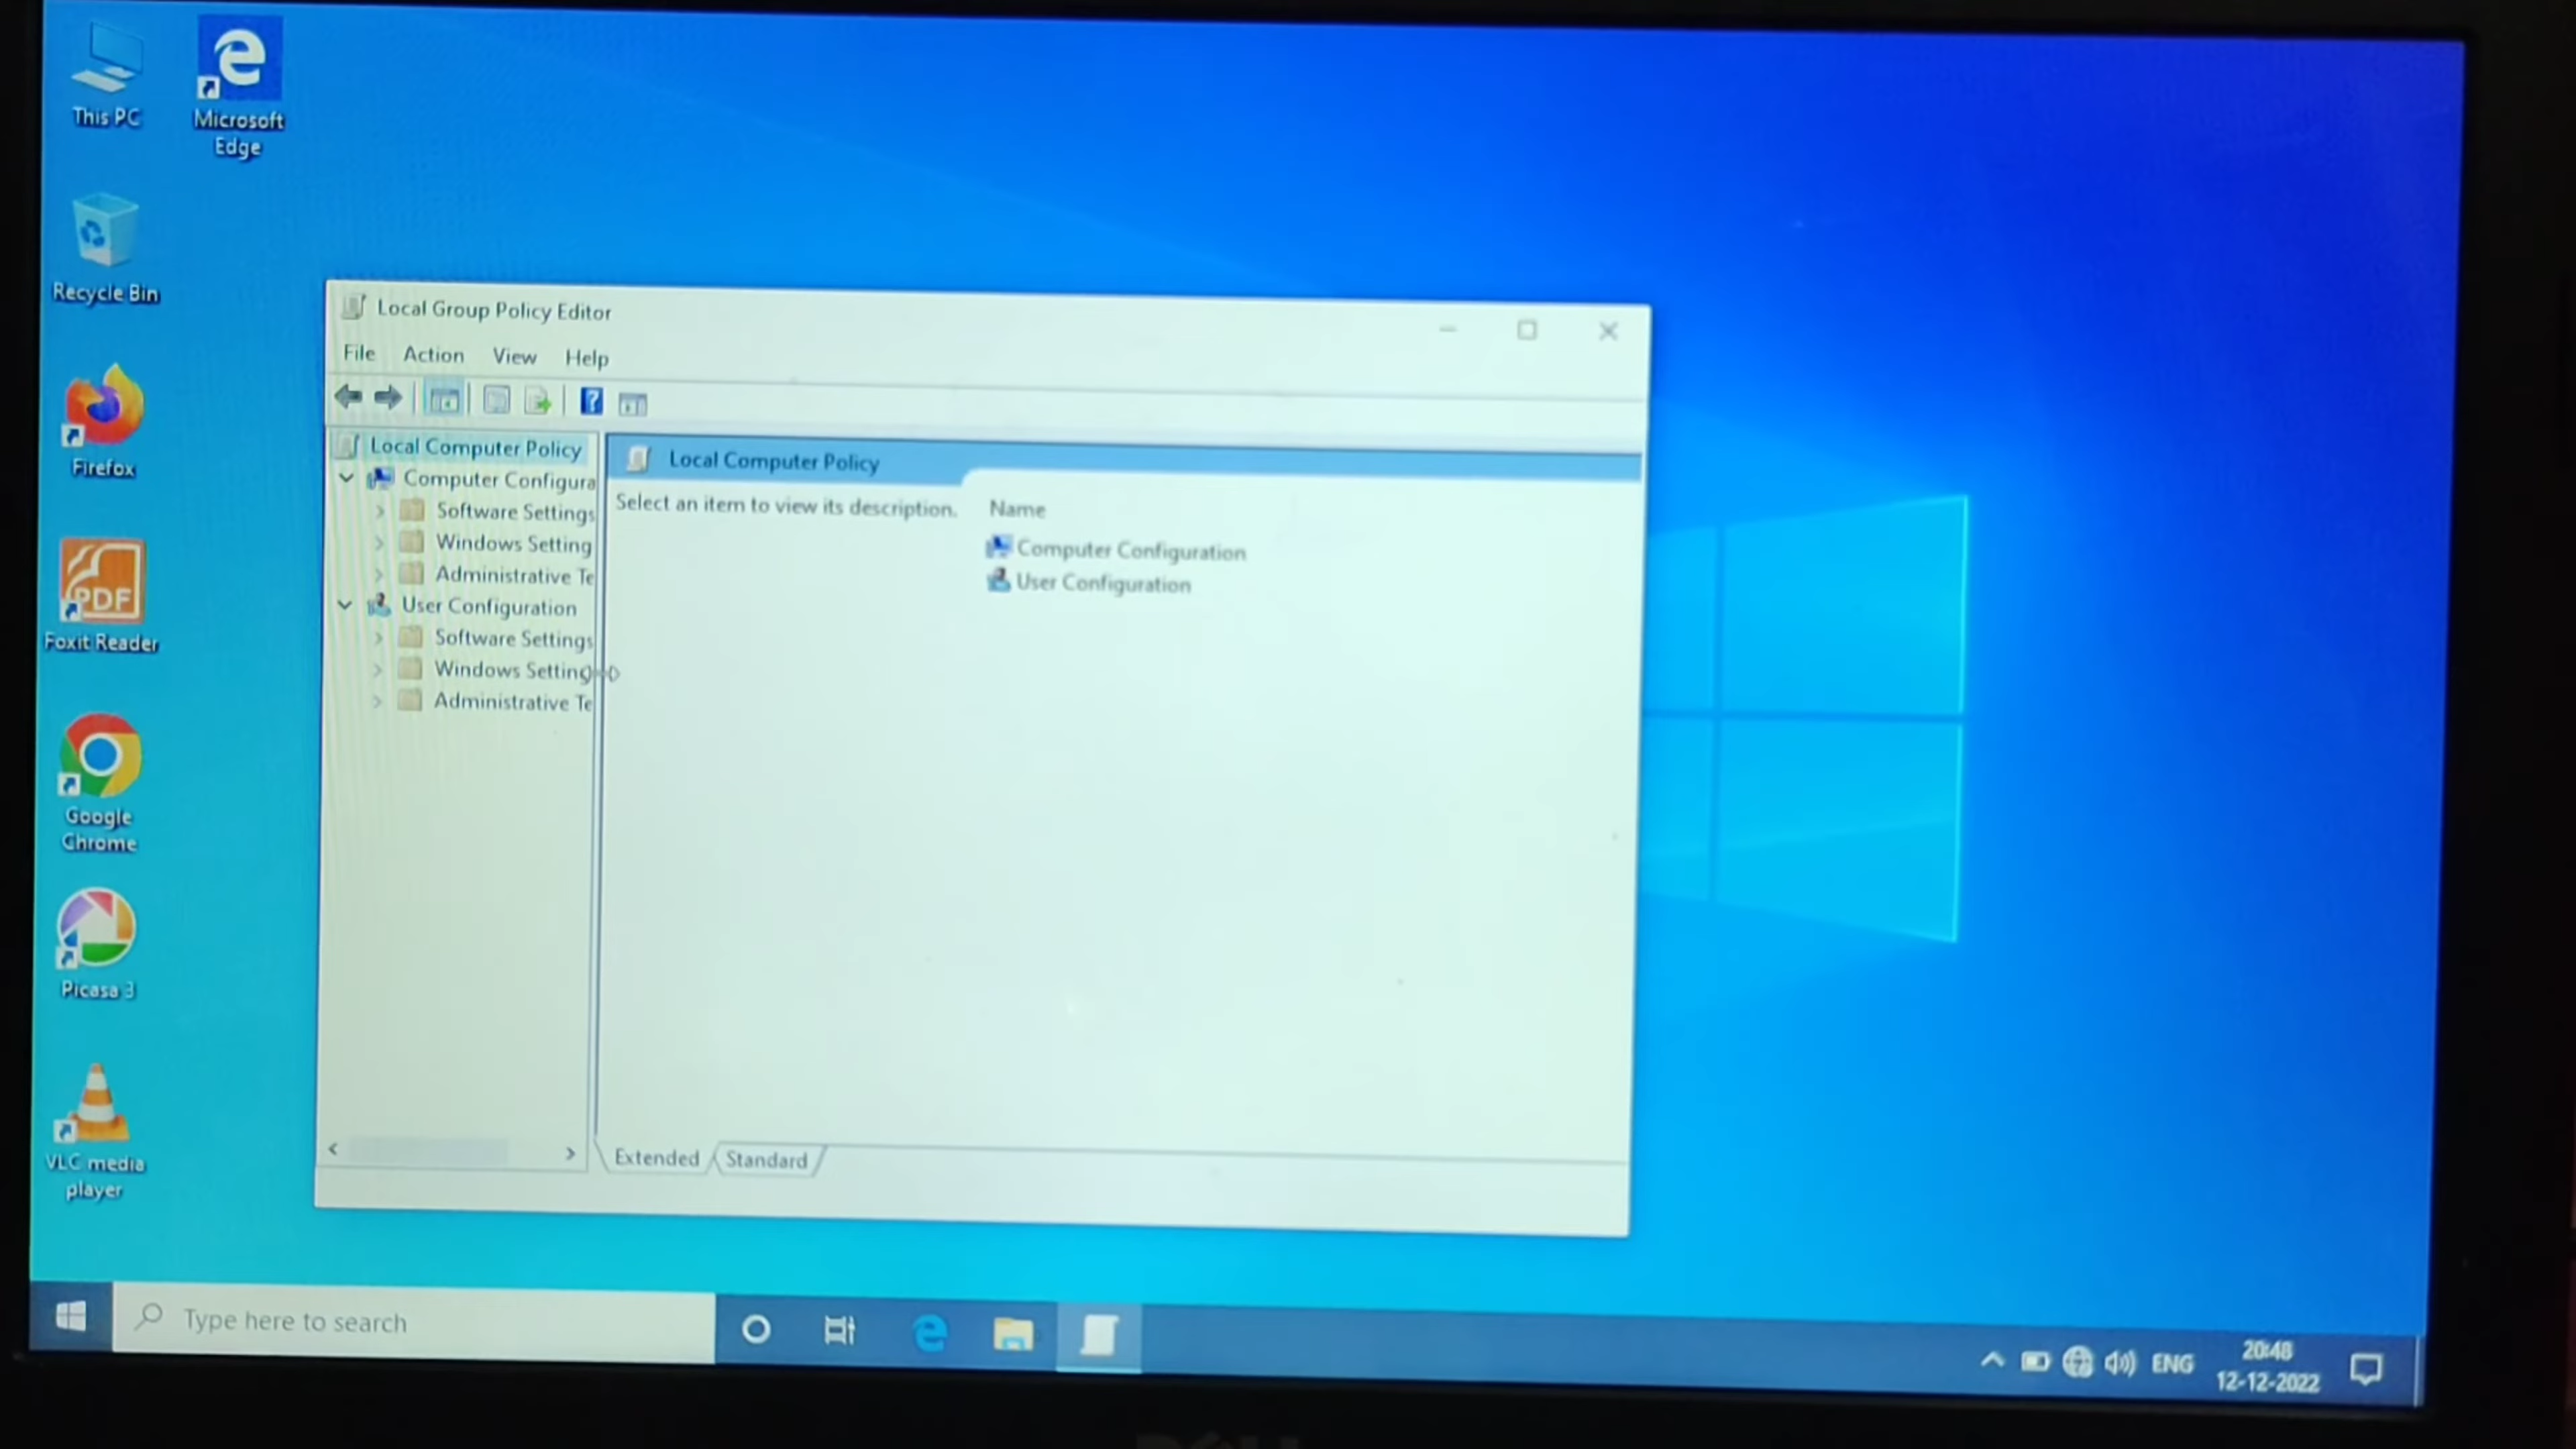 This PC
Microsoft
Edge
Recycle Bin
Firefox
PDF
Foxit Reader
Google
Chrome
Picasa 3
VLC media
player
Local Group Policy Editor
File Action View Help
Local Computer Policy
Computer Configura
Software Settings
Windows Setting
Administrative Te
User Configuration
Software Settings
Windows Setting
Administrative Te
Local Computer Policy
Select an item to view its description.
Name
Computer Configuration
User Configuration
Extended Standard
Type here to search
ENG
20:48
12-12-2022